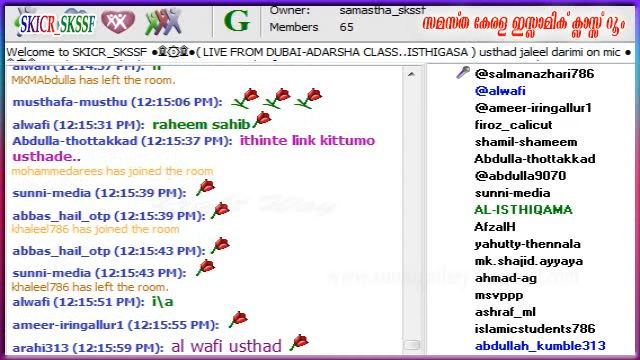 SKICR_SKSSF
G
Owner: samastha_skssf
Members 65
സമസ്ത കേരള ഇസ്ലാമിക് ക്ലാസ്സ് റൂം
Welcome to SKICR_SKSSF ( LIVE FROM DUBAI-ADARSHA CLASS..ISTHIGASA ) usthad jaleel darimi on mic
MKMAbdulla has left the room.
musthafa-musthu (12:15:06 PM):
alwafi (12:15:31 PM): raheem sahib
Abdulla-thottakkad (12:15:37 PM): ithinte link kittumo
usthade..
mohammedarees has joined the room
sunni-media (12:15:39 PM):
abbas_hail_otp (12:15:39 PM):
khaleel786 has joined the room
abbas_hail_otp (12:15:43 PM):
sunni-media (12:15:43 PM):
khaleel786 has left the room.
alwafi (12:15:51 PM): i\a
ameer-iringallur1 (12:15:55 PM):
arahi313 (12:15:59 PM): al wafi usthad
@salmanazhari786
@alwafi
@ameer-iringallur1
firoz_calicut
shamil-shameem
Abdulla-thottakkad
@abdulla9070
sunni-media
AL-ISTHIQAMA
AfzalH
yahutty-thennala
mk.shajid.ayyaya
ahmad-ag
msvppp
ashraf_ml
islamicstudents786
abdullah_kumble313